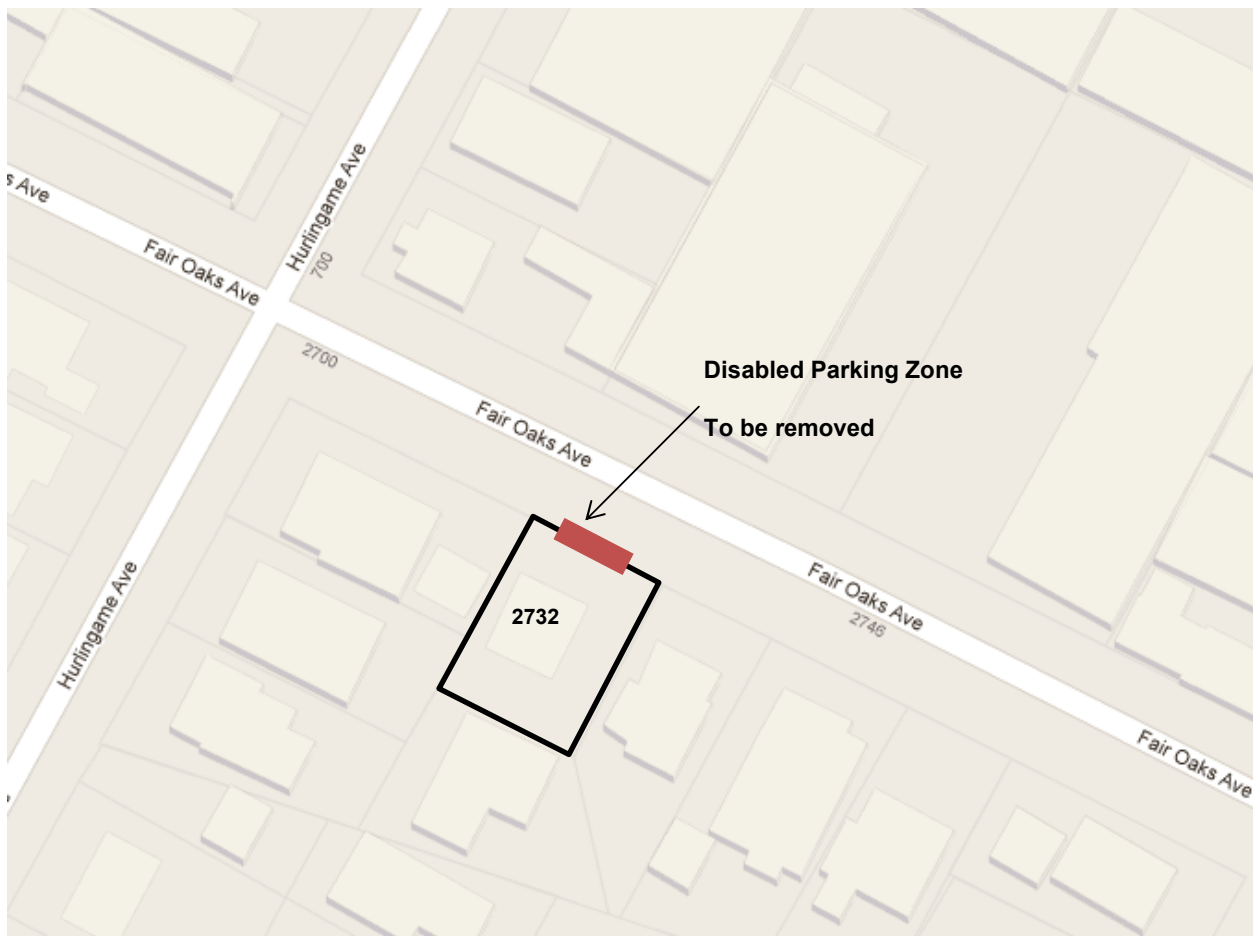 s Ave
Fair Oaks Ave
Hurlingame Ave
700
2700
Disabled Parking Zone
To be removed
Fair Oaks Ave
2732
Fair Oaks Ave
2746
Hurlingame Ave
Fair Oaks Ave